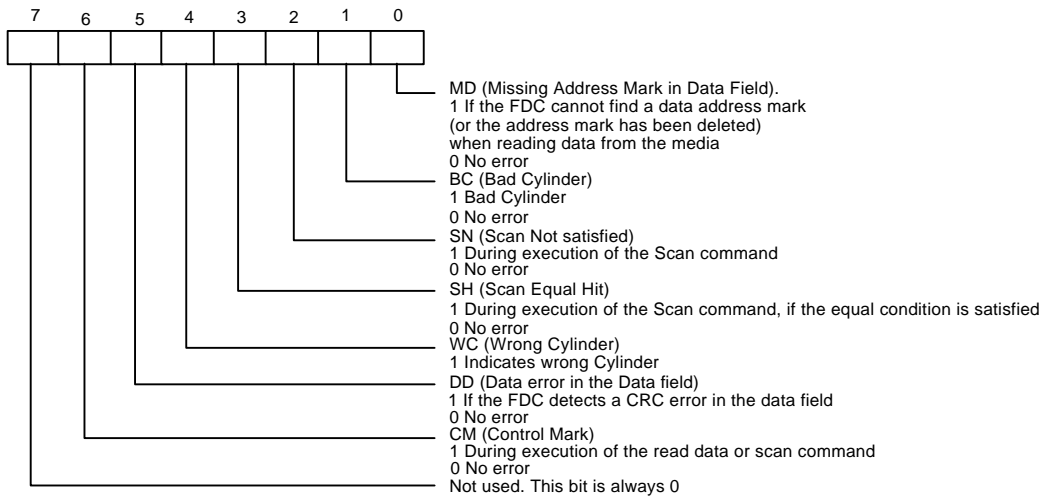 7 6 5 4 3 2 1 0
MD (Missing Address Mark in Data Field).
1 If the FDC cannot find a data address mark
(or the address mark has been deleted)
when reading data from the media
0 No error
BC (Bad Cylinder)
1 Bad Cylinder
0 No error
SN (Scan Not satisfied)
1 During execution of the Scan command
0 No error
SH (Scan Equal Hit)
1 During execution of the Scan command, if the equal condition is satisfied
0 No error
WC (Wrong Cylinder)
1 Indicates wrong Cylinder
DD (Data error in the Data field)
1 If the FDC detects a CRC error in the data field
0 No error
CM (Control Mark)
1 During execution of the read data or scan command
0 No error
Not used. This bit is always 0